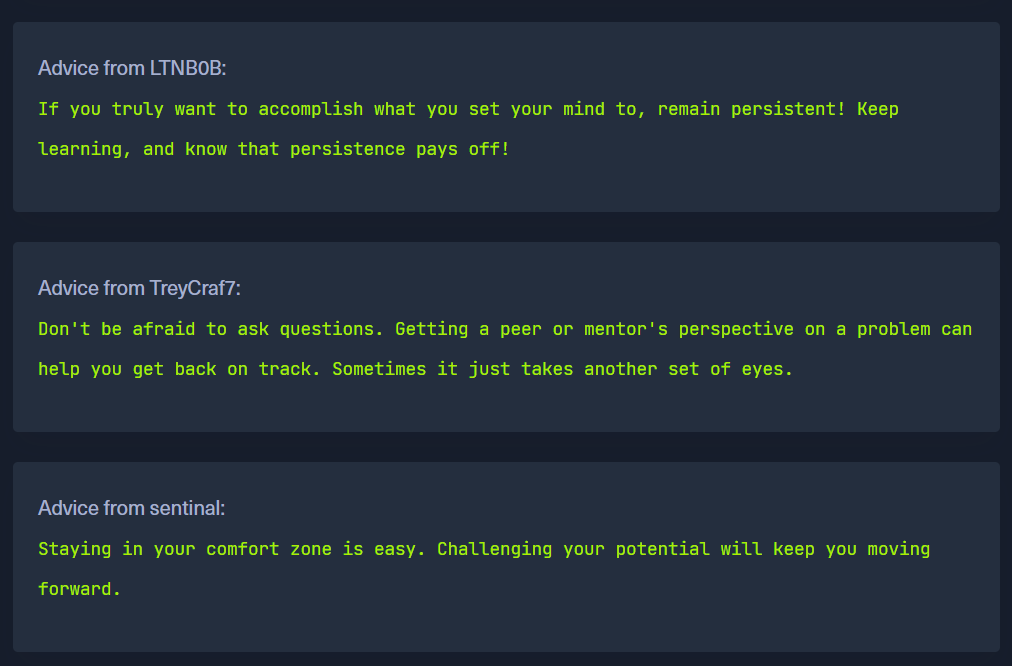 Advice from LTNB0B:
If you truly want to accomplish what you set your mind to, remain persistent! Keep
learning, and know that persistence pays off!
Advice from TreyCraf7:
Don't be afraid to ask questions. Getting a peer or mentor's perspective on a problem can
help you get back on track. Sometimes it just takes another set of eyes.
Advice from sentinal:
Staying in your comfort zone is easy. Challenging your potential will keep you moving
forward.